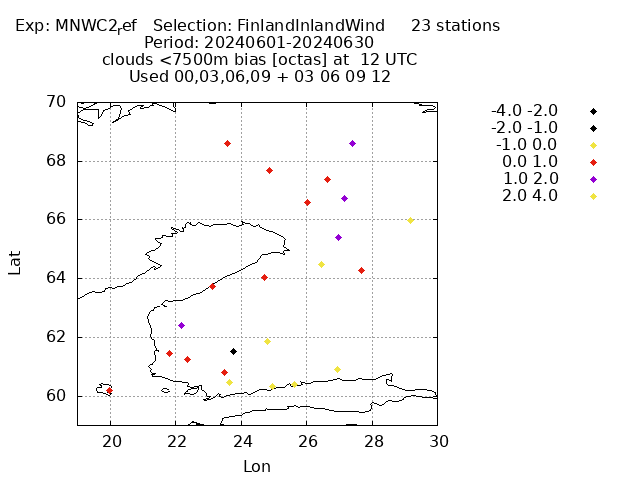 Exp: MNWC2ref Selection: FinlandInlandWind 23 stations
Period: 20240601-20240630
clouds <7500m bias [octas] at 12 UTC
Used 00,03,06,09 + 03 06 09 12
-4.0 -2.0
-2.0 -1.0
-1.0 0.0
0.0 1.0
1.0 2.0
2.0 4.0
70
68
66
64
62
60
Lat
20 22 24 26 28 30
Lon